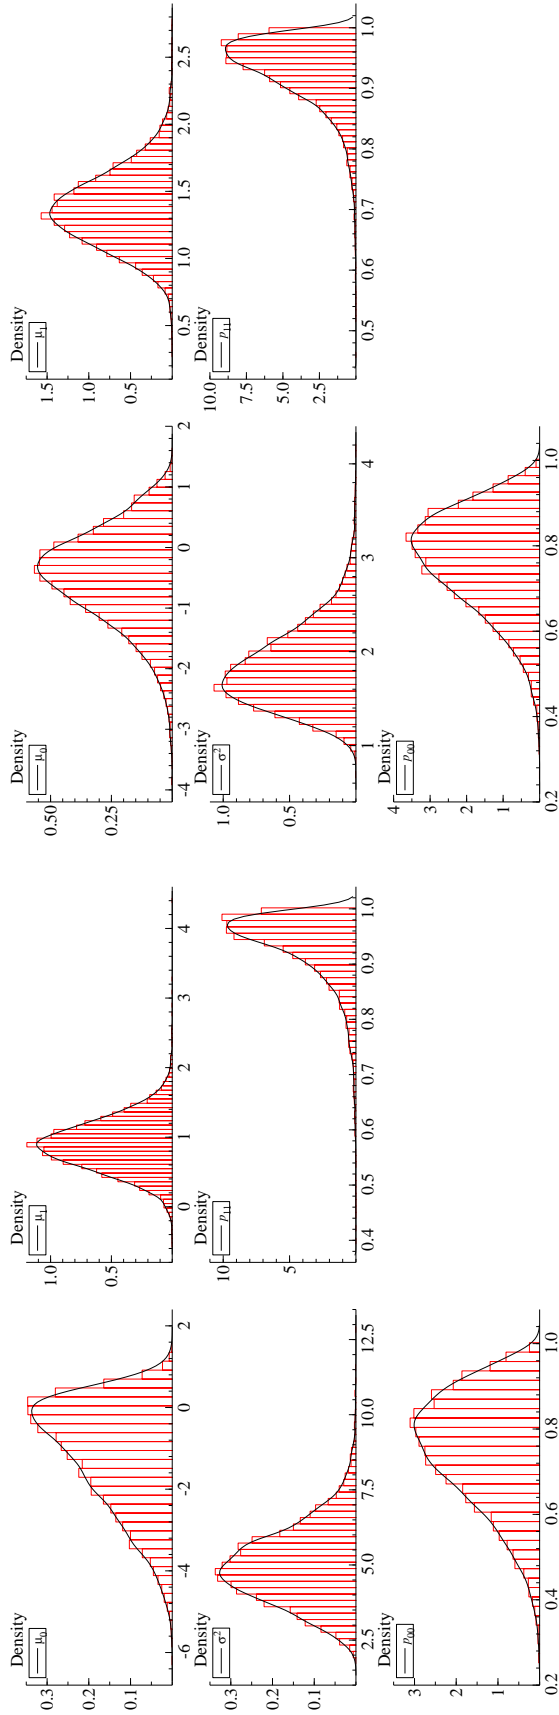 Density
μ0
0.3
0.2
0.1
-6 -4 -2 0 2
Density
μ1
1.0
0.5
0 1 2 3 4
Density
μ0
0.50
0.25
-4 -3 -2 -1 0 1 2
Density
μ1
1.5
1.0
0.5
0.5 1.0 1.5 2.0 2.5
Density
σ²
0.3
0.2
0.1
2.5 5.0 7.5 10.0 12.5
Density
p11
10
5
0.4 0.5 0.6 0.7 0.8 0.9 1.0
Density
σ²
1.0
0.5
1 2 3 4
Density
p11
10.0
7.5
5.0
2.5
0.5 0.6 0.7 0.8 0.9 1.0
Density
p00
3
2
1
0.2 0.4 0.6 0.8 1.0
Density
p00
4
3
2
1
0.2 0.4 0.6 0.8 1.0